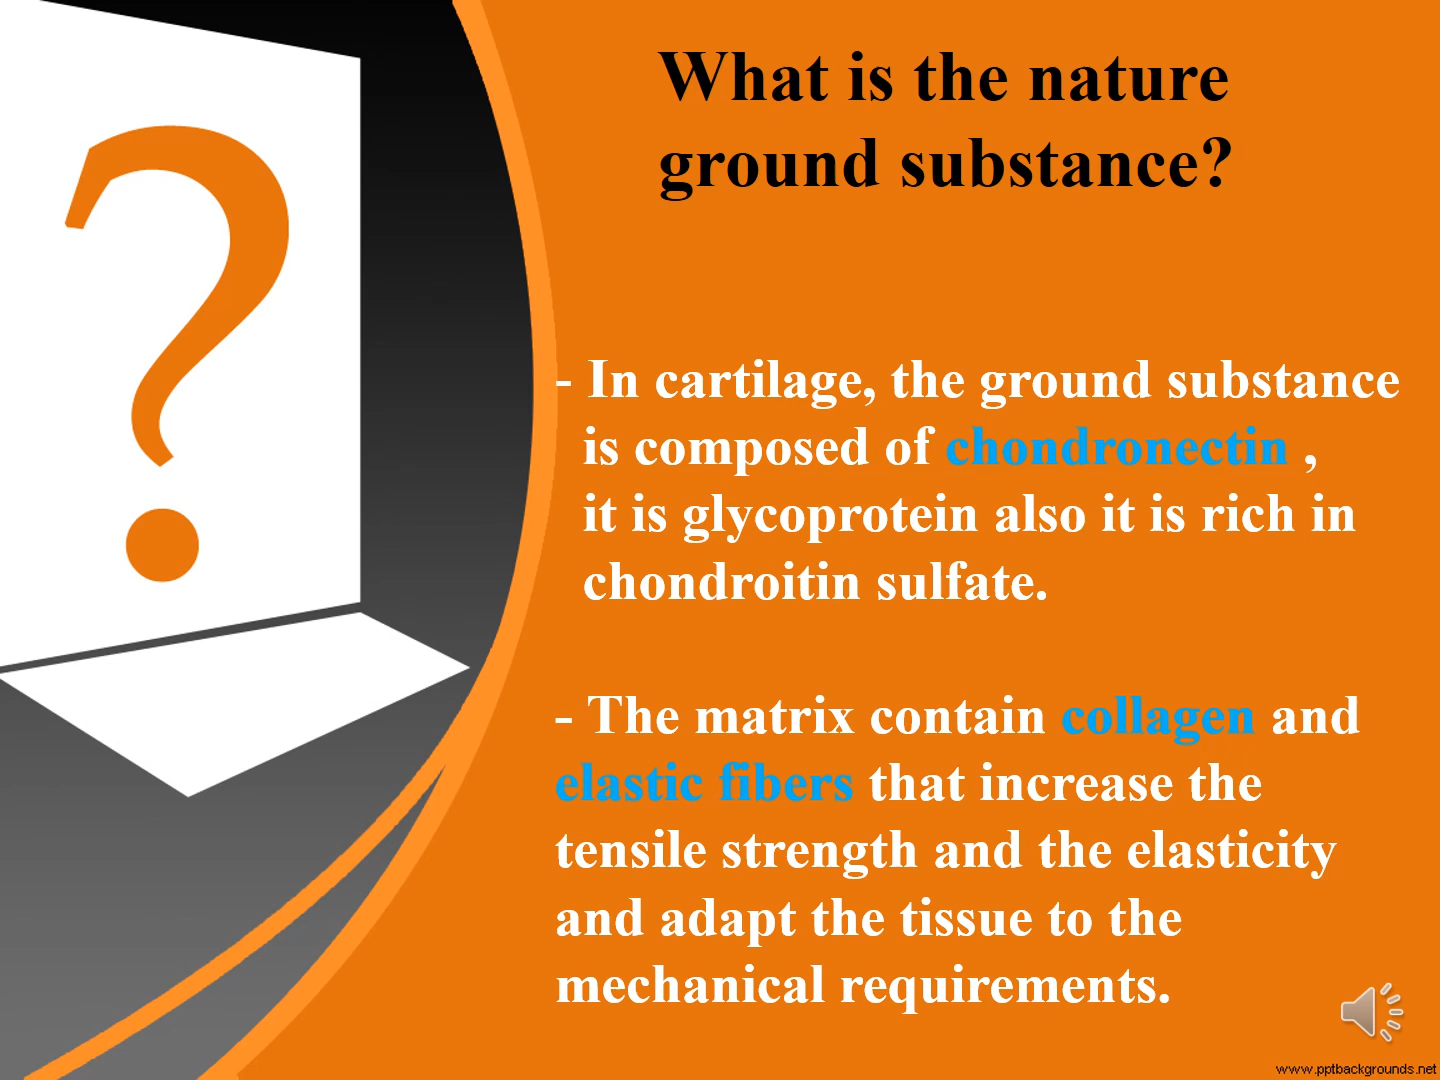 What is the nature
ground substance?
- In cartilage, the ground substance
is composed of chondronectin ,
it is glycoprotein also it is rich in
chondroitin sulfate.
- The matrix contain collagen and
elastic fibers that increase the
tensile strength and the elasticity
and adapt the tissue to the
mechanical requirements.
www.pptbackgrounds.net
?